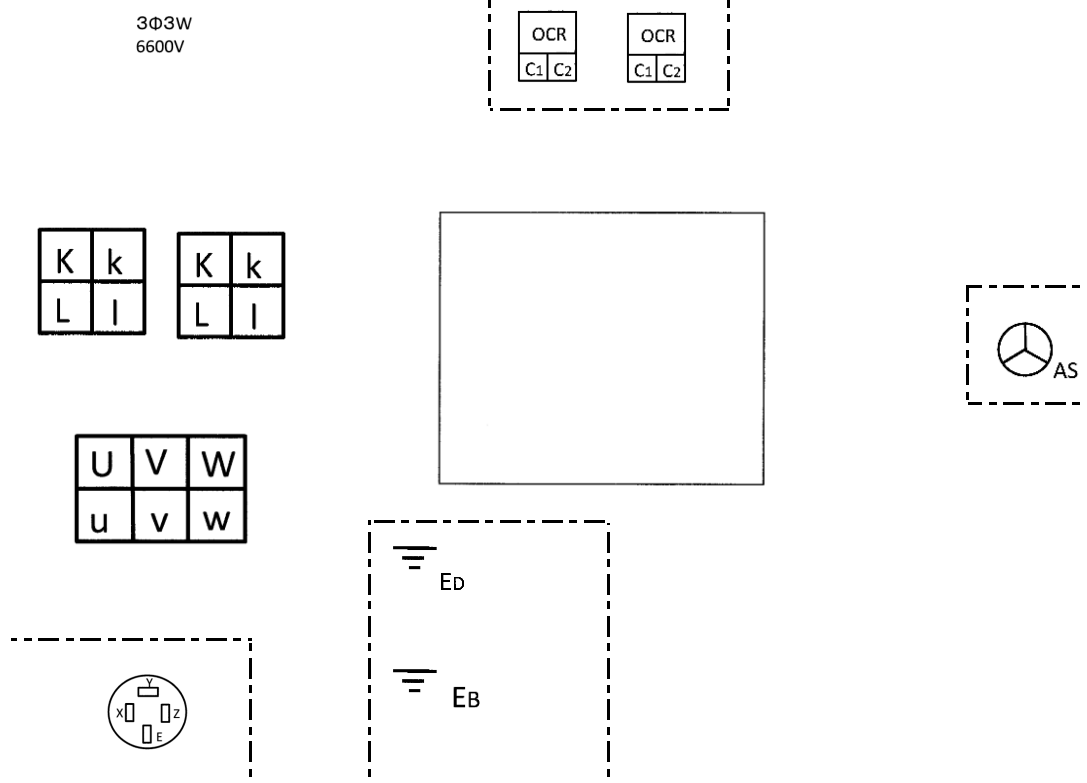 3Φ3W
6600V
OCR
C1 C2
OCR
C1 C2
K k
L l
K k
L l
AS
U V W
u v w
ED
EB
Y
X Z
E